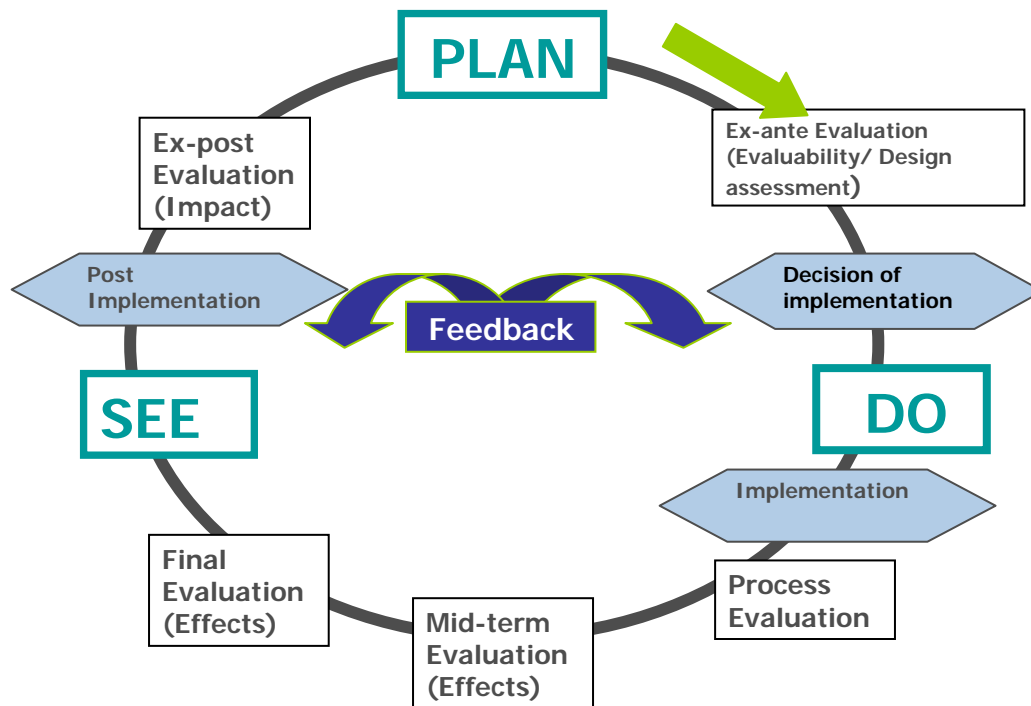 PLAN
Ex-ante Evaluation
(Evaluability/ Design
assessment)
Decision of
implementation
DO
Implementation
Process
Evaluation
Mid-term
Evaluation
(Effects)
Final
Evaluation
(Effects)
SEE
Post
Implementation
Ex-post
Evaluation
(Impact)
Feedback